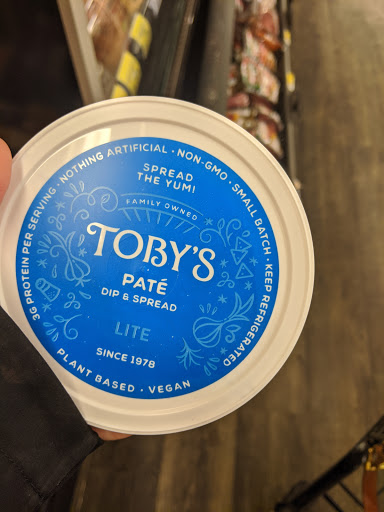 3G PROTEIN PER SERVING · NOTHING ARTIFICIAL · NON-GMO · SMALL BATCH · KEEP REFRIGERATED
SPREAD
THE YUM!
FAMILY OWNED
TOBY'S
PATÉ
DIP & SPREAD
LITE
SINCE 1978
PLANT BASED · VEGAN